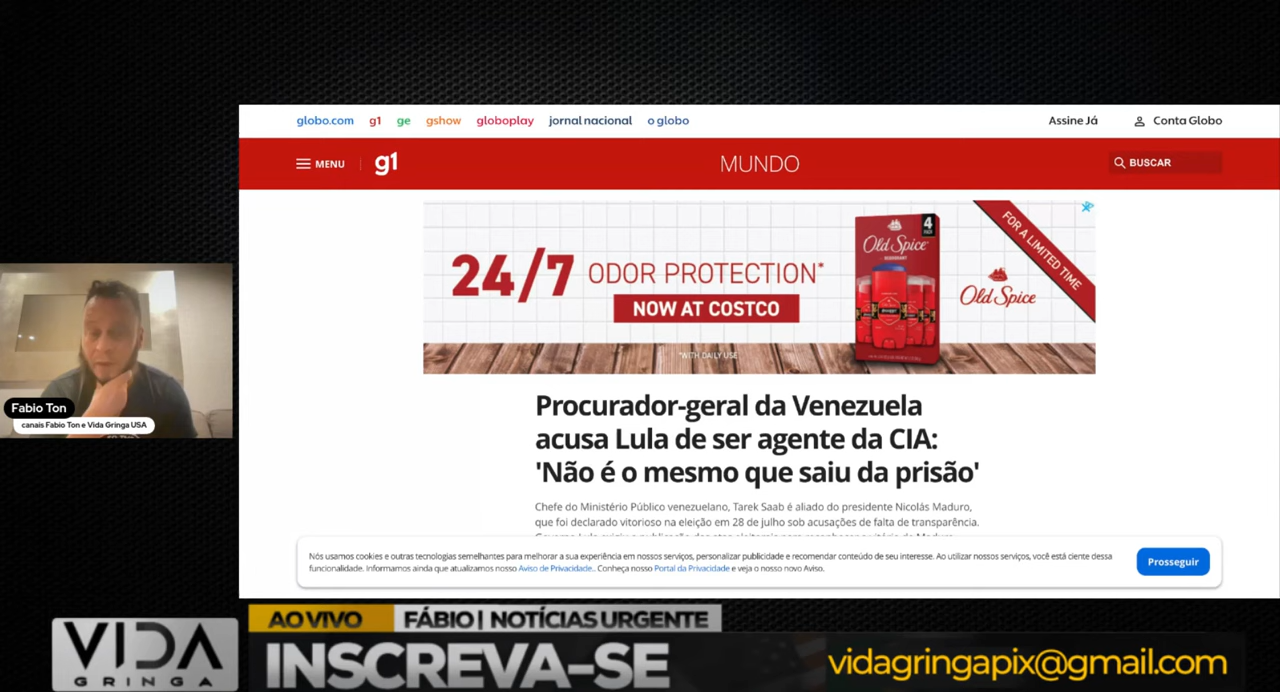 globo.com g1 ge gshow globoplay jornal nacional o globo Assine Já Conta Globo
MENU g1 MUNDO BUSCAR
24/7 ODOR PROTECTION*
NOW AT COSTCO
*WITH DAILY USE
Old Spice
DEODORANT
4
Old Spice
FOR A LIMITED TIME
Procurador-geral da Venezuela
acusa Lula de ser agente da CIA:
'Não é o mesmo que saiu da prisão'
Chefe do Ministério Público venezuelano, Tarek Saab é aliado do presidente Nicolás Maduro,
que foi declarado vitorioso na eleição em 28 de julho sob acusações de falta de transparência.
Nós usamos cookies e outras tecnologias semelhantes para melhorar a sua experiência em nossos serviços, personalizar publicidade e recomendar conteúdo de seu interesse. Ao utilizar nossos serviços, você está ciente dessa
funcionalidade. Informamos ainda que atualizamos nosso Aviso de Privacidade.. Conheça nosso Portal da Privacidade e veja o nosso novo Aviso.
Prosseguir
Fabio Ton
canais Fabio Ton e Vida Gringa USA
VIDA
GRINGA
AO VIVO FÁBIO | NOTÍCIAS URGENTE
INSCREVA-SE
vidagringapix@gmail.com